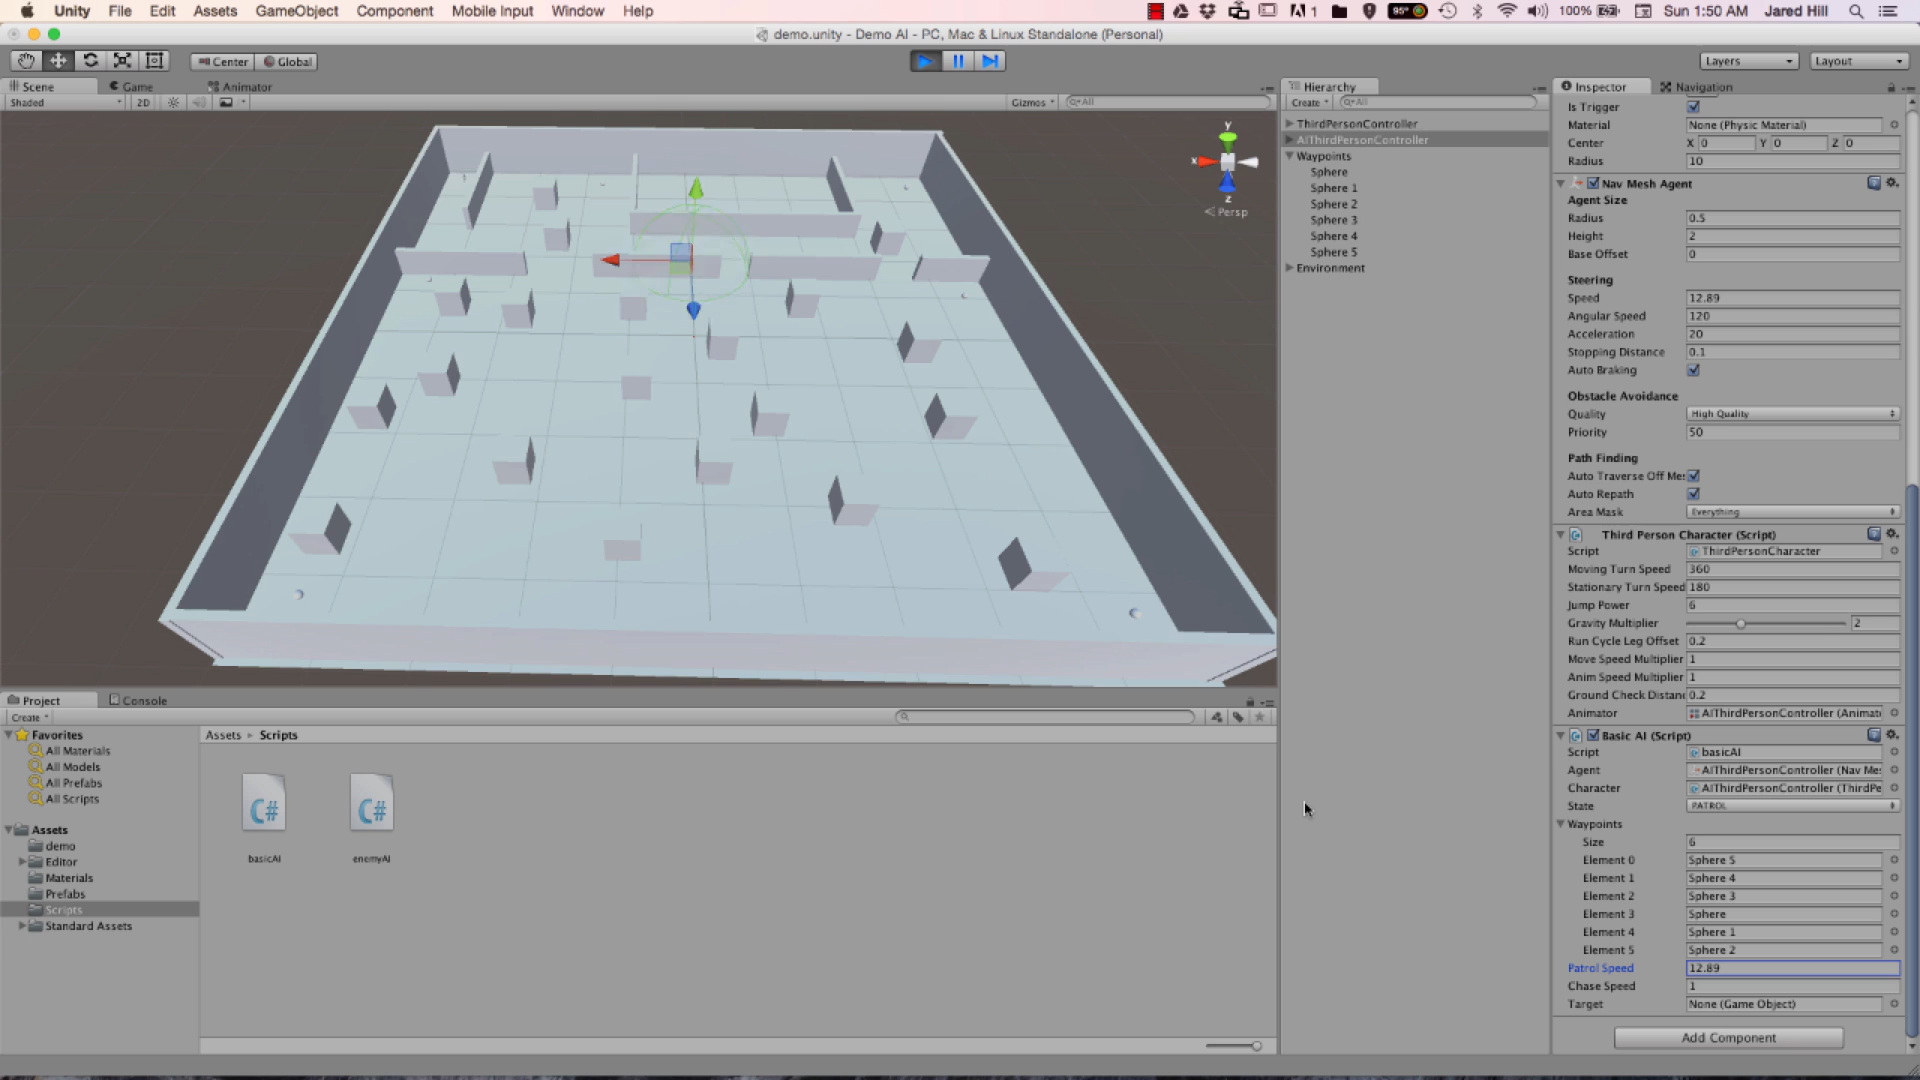 Unity File Edit Assets GameObject Component Mobile Input Window Help 1 95° 100% Sun 1:50 AM Jared Hill
demo.unity - Demo AI - PC, Mac & Linux Standalone (Personal)
Center Global Layers Layout
Scene Game Animator
Shaded 2D Gizmos All
y
x
z
Persp
Hierarchy
Create All
ThirdPersonController
AIThirdPersonController
Waypoints
Sphere
Sphere 1
Sphere 2
Sphere 3
Sphere 4
Sphere 5
Environment
Inspector Navigation
Is Trigger
Material None (Physic Material)
Center X 0 Y 0 Z 0
Radius 10
Nav Mesh Agent
Agent Size
Radius 0.5
Height 2
Base Offset 0
Steering
Speed 12.89
Angular Speed 120
Acceleration 20
Stopping Distance 0.1
Auto Braking
Obstacle Avoidance
Quality High Quality
Priority 50
Path Finding
Auto Traverse Off Mes
Auto Repath
Area Mask Everything
Third Person Character (Script)
Script ThirdPersonCharacter
Moving Turn Speed 360
Stationary Turn Speed 180
Jump Power 6
Gravity Multiplier 2
Run Cycle Leg Offset 0.2
Move Speed Multiplier 1
Anim Speed Multiplier 1
Ground Check Distan 0.2
Animator AIThirdPersonController (Animat
Basic AI (Script)
Script basicAI
Agent AIThirdPersonController (Nav Me
Character AIThirdPersonController (ThirdPe
State PATROL
Waypoints
Size 6
Element 0 Sphere 5
Element 1 Sphere 4
Element 2 Sphere 3
Element 3 Sphere
Element 4 Sphere 1
Element 5 Sphere 2
Patrol Speed 12.89
Chase Speed 1
Target None (Game Object)
Add Component
Project Console
Create
Favorites
All Materials
All Models
All Prefabs
All Scripts
Assets
demo
Editor
Materials
Prefabs
Scripts
Standard Assets
Assets Scripts
C# C#
basicAI enemyAI